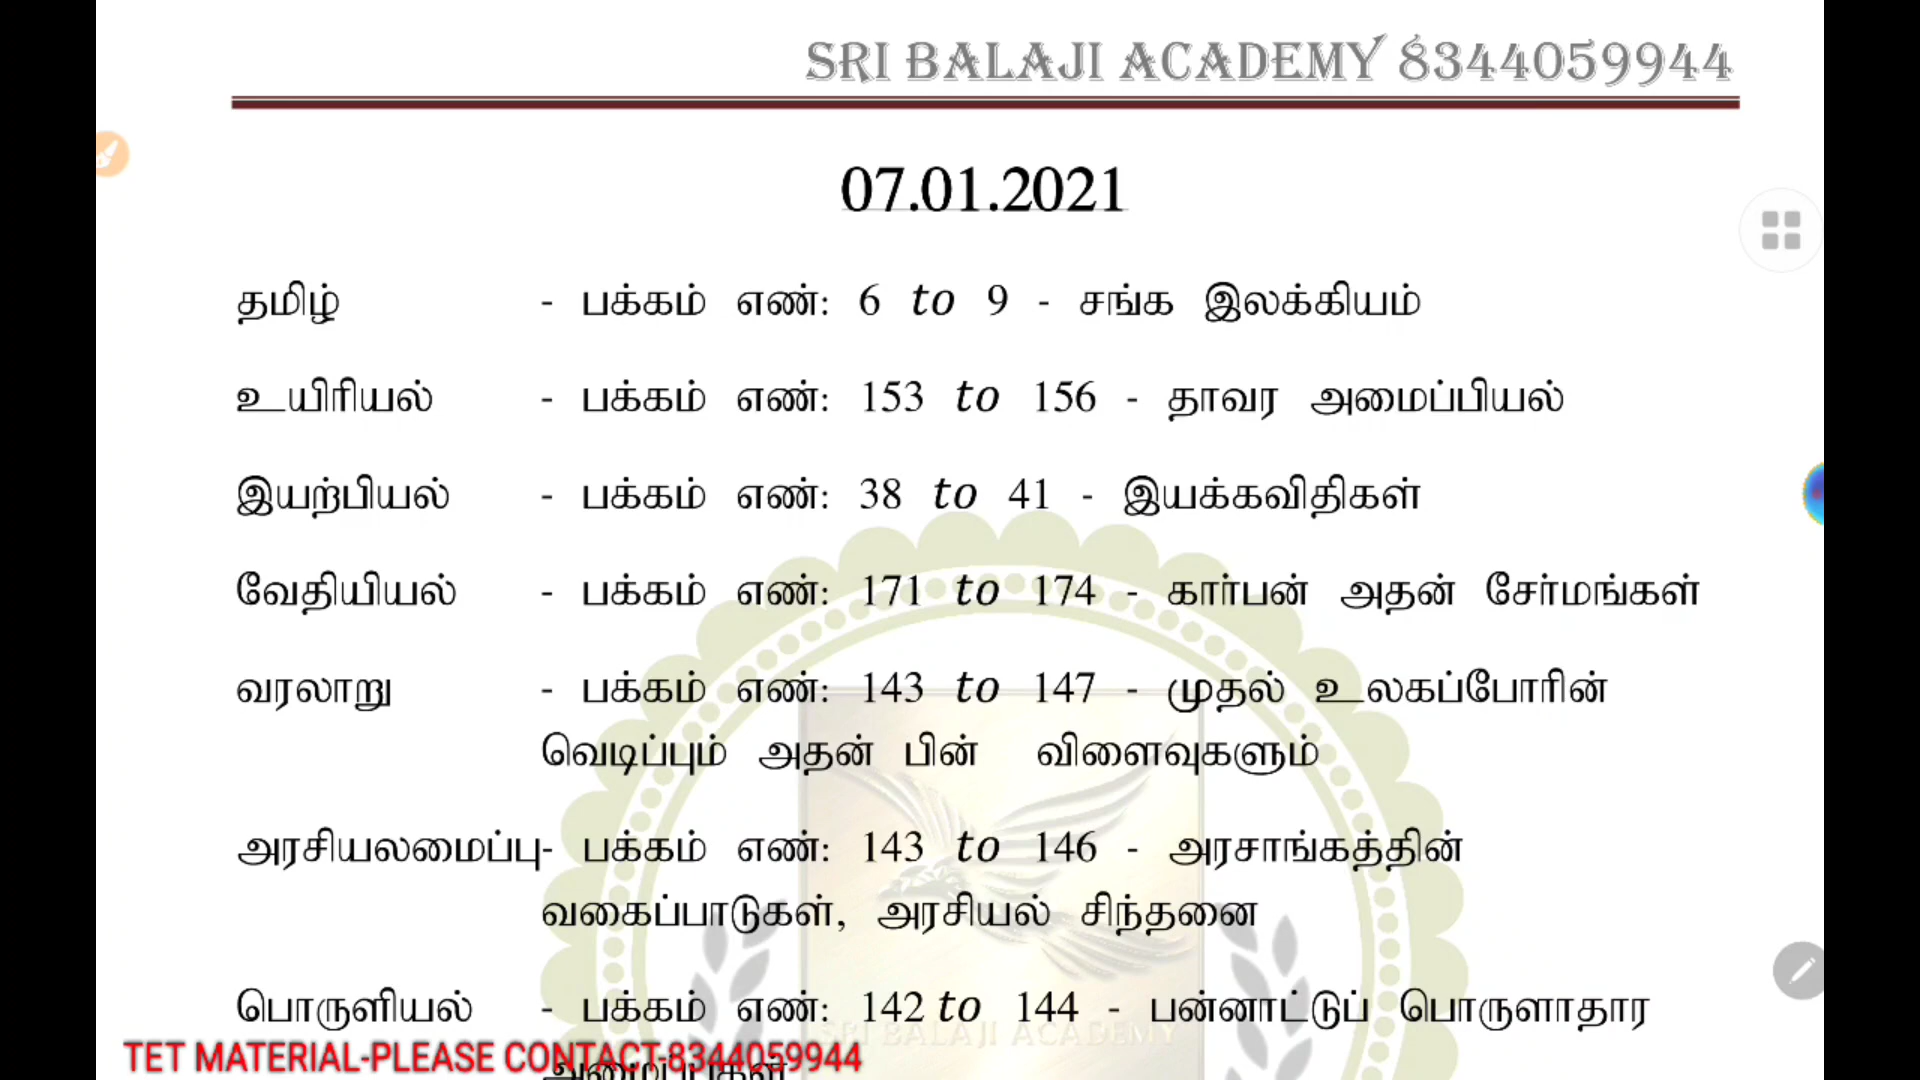 SRI BALAJI ACADEMY 8344059944
07.01.2021
தமிழ் - பக்கம் எண்: 6 to 9 - சங்க இலக்கியம்
உயிரியல் - பக்கம் எண்: 153 to 156 - தாவர அமைப்பியல்
இயற்பியல் - பக்கம் எண்: 38 to 41 - இயக்கவிதிகள்
வேதியியல் - பக்கம் எண்: 171 to 174 - கார்பன் அதன் சேர்மங்கள்
வரலாறு - பக்கம் எண்: 143 to 147 - முதல் உலகப்போரின்
வெடிப்பும் அதன் பின் விளைவுகளும்
அரசியலமைப்பு- பக்கம் எண்: 143 to 146 - அரசாங்கத்தின்
வகைப்பாடுகள், அரசியல் சிந்தனை
பொருளியல் - பக்கம் எண்: 142 to 144 - பன்னாட்டுப் பொருளாதார
SRI BALAJI ACADEMY
TET MATERIAL-PLEASE CONTACT-8344059944